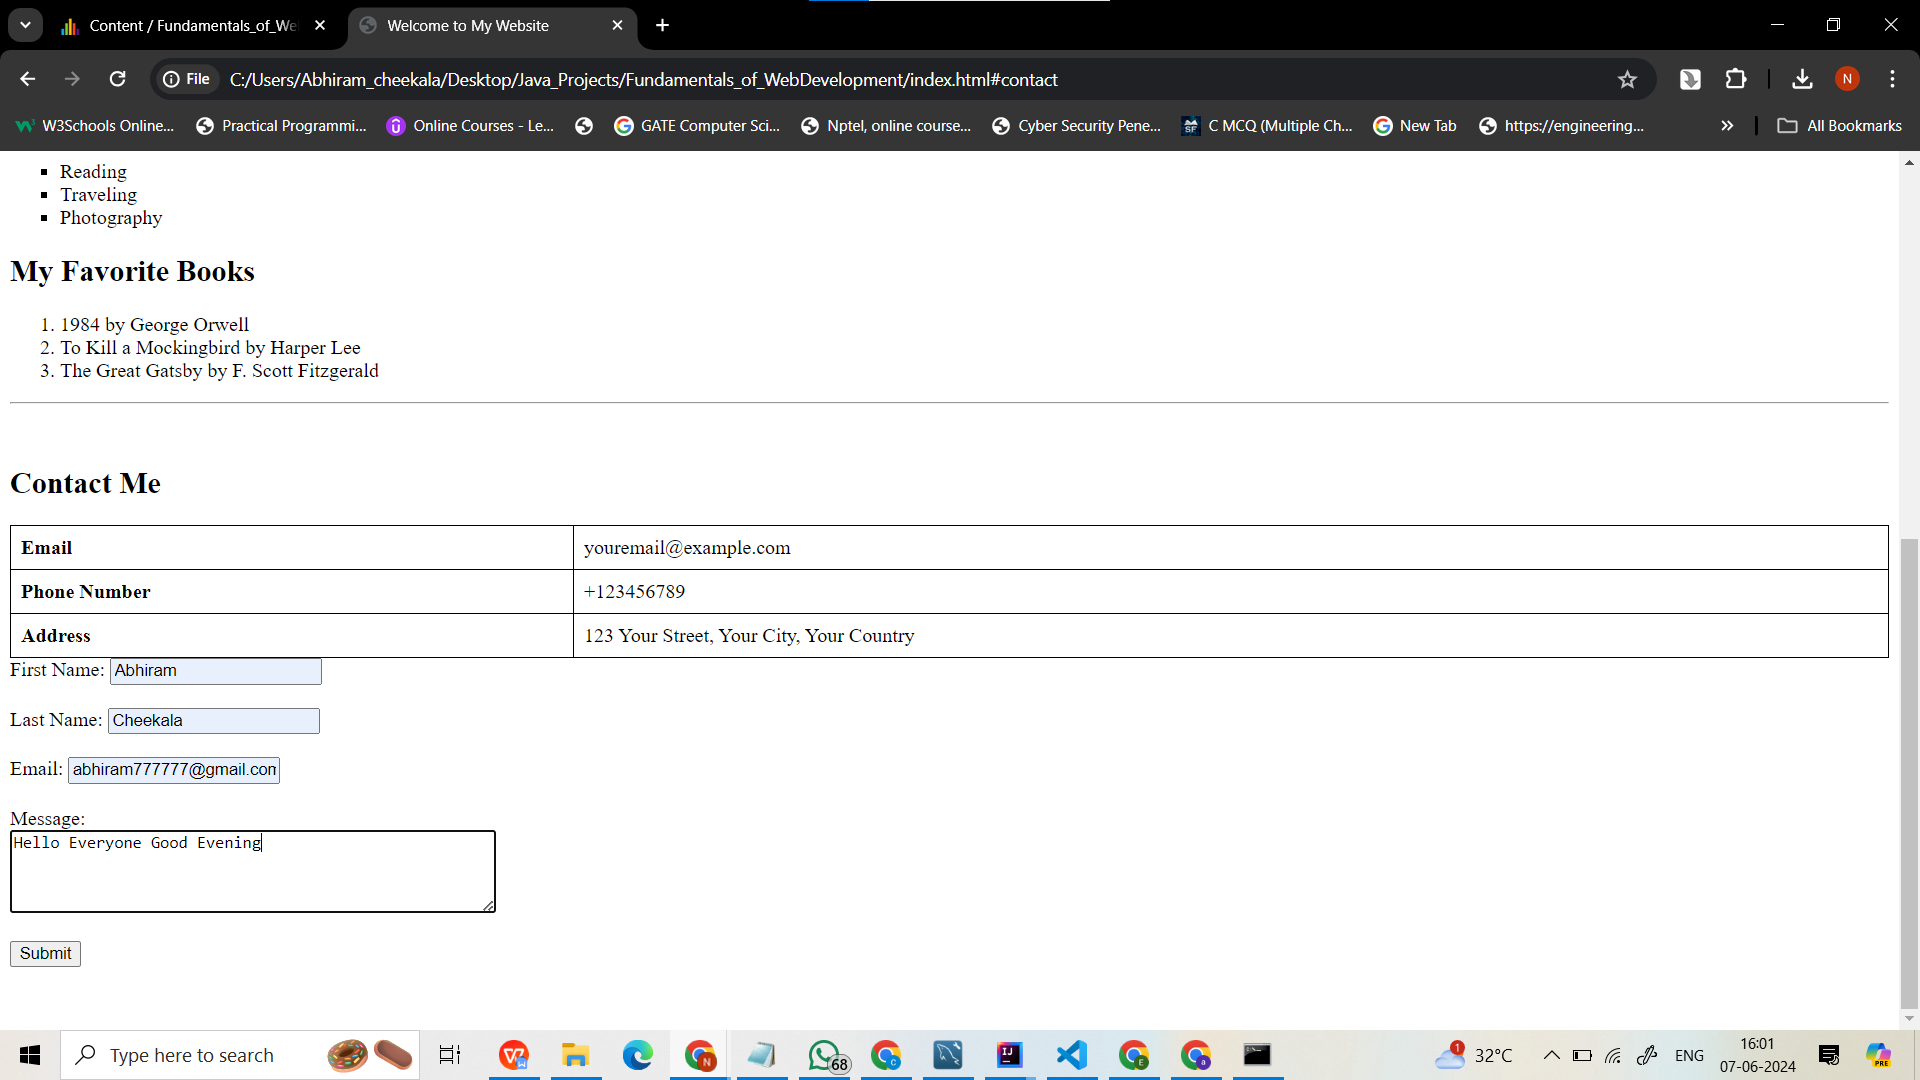 Content / Fundamentals_of_We
Welcome to My Website
File
C:/Users/Abhiram_cheekala/Desktop/Java_Projects/Fundamentals_of_WebDevelopment/index.html#contact
N
W3Schools Online...
Practical Programmi...
Online Courses - Le...
GATE Computer Sci...
Nptel, online course...
Cyber Security Pene...
C MCQ (Multiple Ch...
New Tab
https://engineering...
All Bookmarks
Reading
Traveling
Photography
My Favorite Books
1. 1984 by George Orwell
2. To Kill a Mockingbird by Harper Lee
3. The Great Gatsby by F. Scott Fitzgerald
Contact Me
Email youremail@example.com
Phone Number +123456789
Address 123 Your Street, Your City, Your Country
First Name: Abhiram
Last Name: Cheekala
Email: abhiram777777@gmail.com
Message:
Hello Everyone Good Evening
Submit
Type here to search
68
1
32°C
ENG
16:01
07-06-2024
PRE